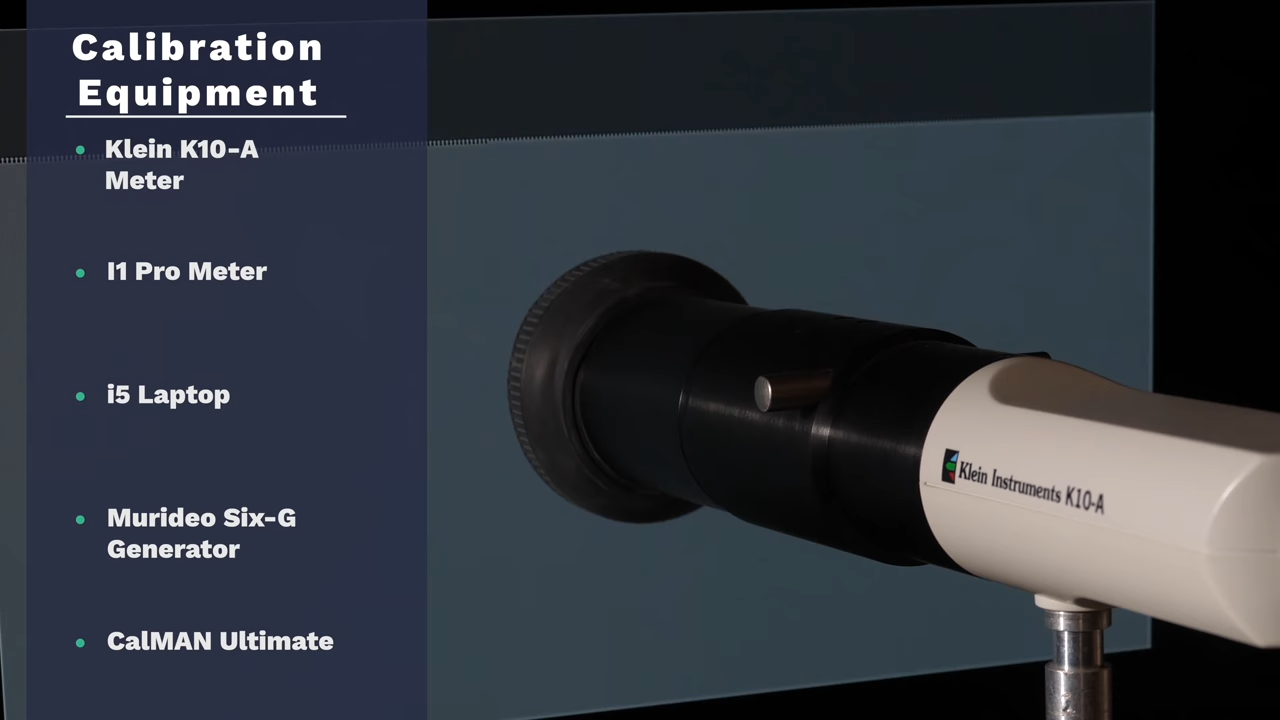 Calibration
Equipment
Klein K10-A
Meter
I1 Pro Meter
i5 Laptop
Murideo Six-G
Generator
CalMAN Ultimate
Klein Instruments K10-A